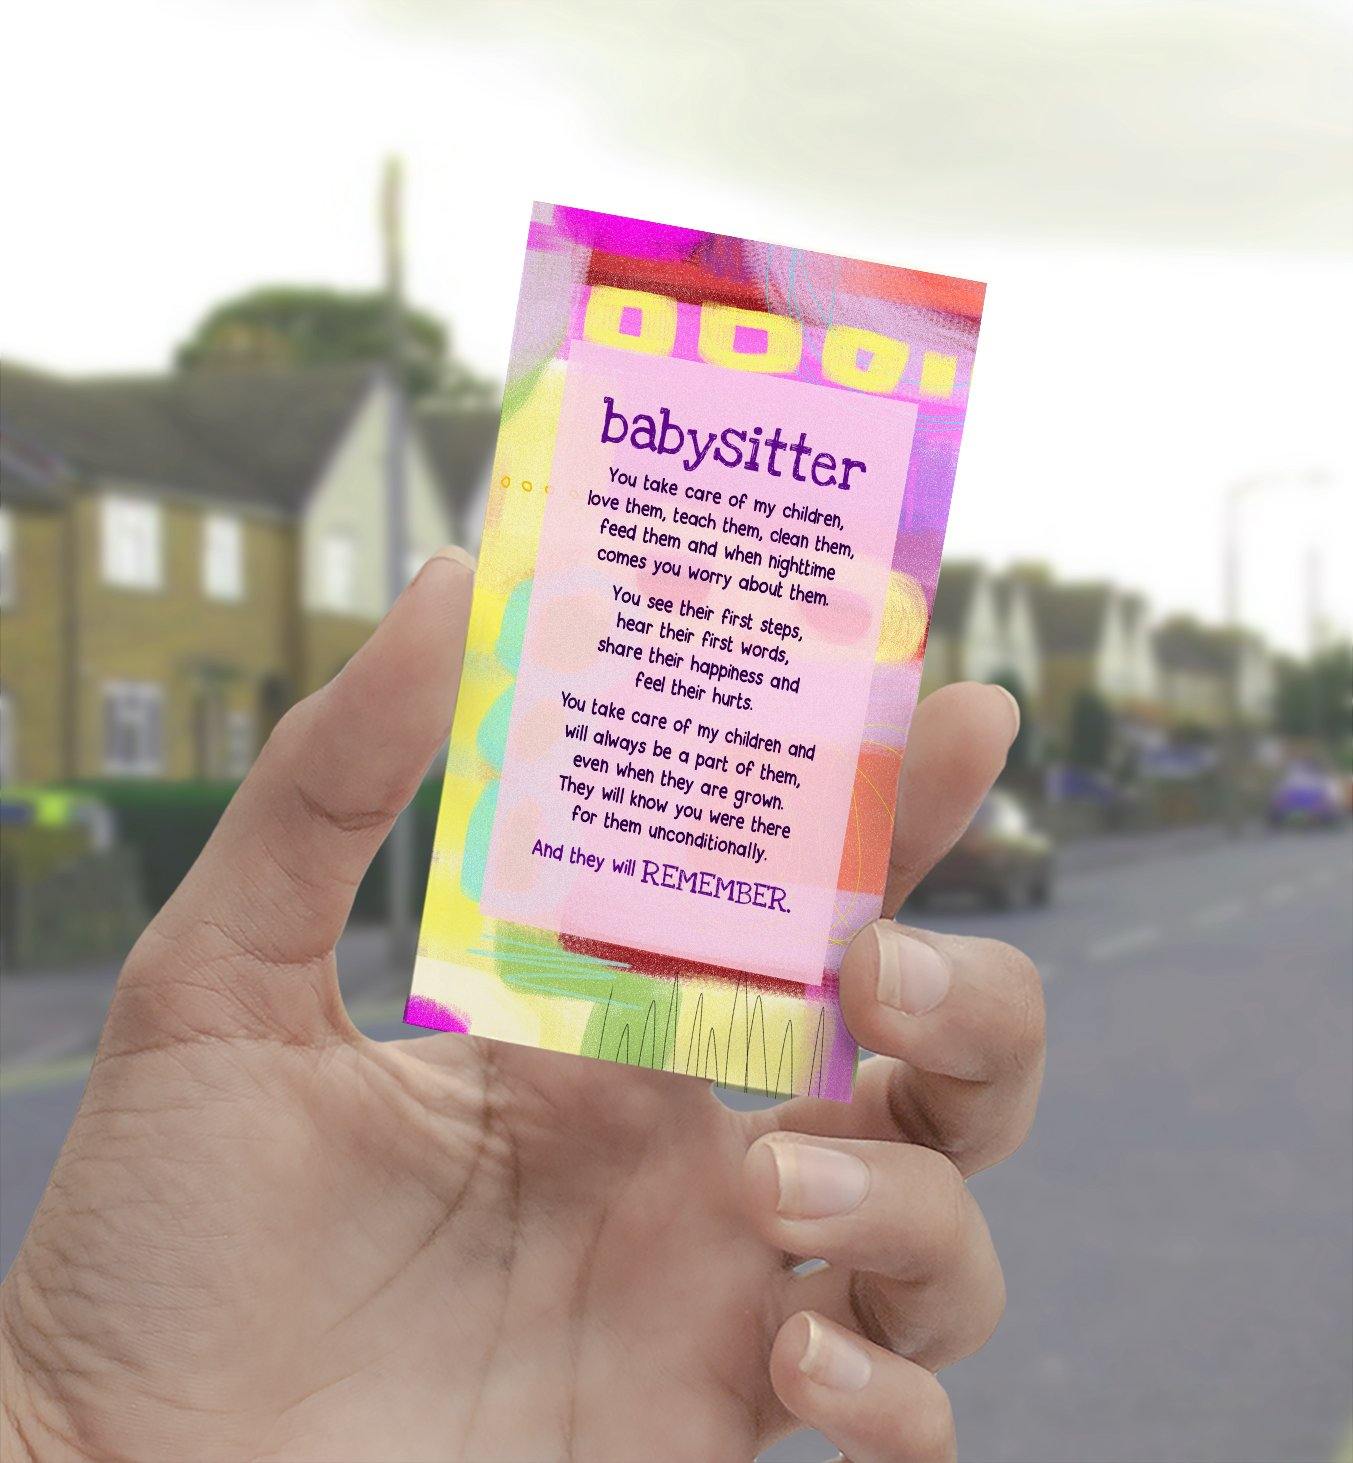 babysitter
You take care of my children,
love them, teach them, clean them,
feed them and when nighttime
comes you worry about them.
You see their first steps,
hear their first words,
share their happiness and
feel their hurts.
You take care of my children and
will always be a part of them,
even when they are grown.
They will know you were there
for them unconditionally.
And they will REMEMBER.